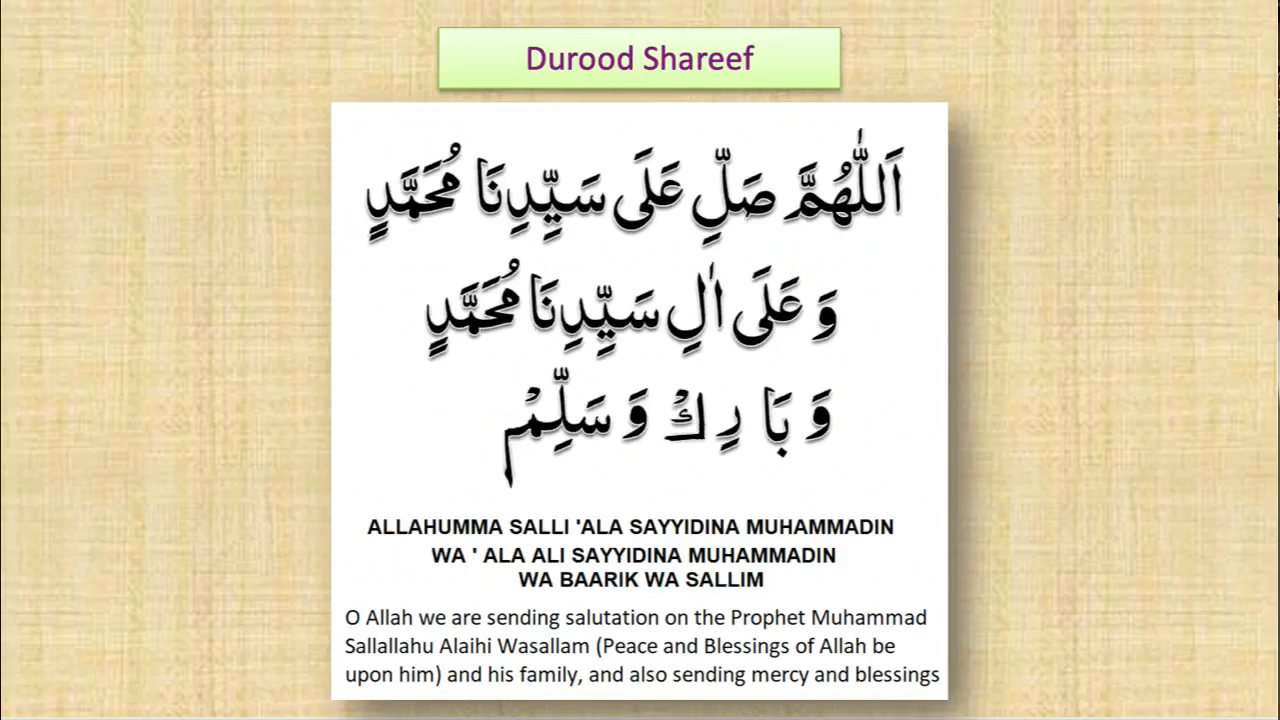 Durood Shareef
اَللّٰهُمَّ صَلِّ عَلَى سَيِّدِنَا مُحَمَّدٍ
وَ عَلَى اٰلِ سَيِّدِنَا مُحَمَّدٍ
وَ بَا رِكْ وَ سَلِّمْ
ALLAHUMMA SALLI 'ALA SAYYIDINA MUHAMMADIN
WA ' ALA ALI SAYYIDINA MUHAMMADIN
WA BAARIK WA SALLIM
O Allah we are sending salutation on the Prophet Muhammad
Sallallahu Alaihi Wasallam (Peace and Blessings of Allah be
upon him) and his family, and also sending mercy and blessings